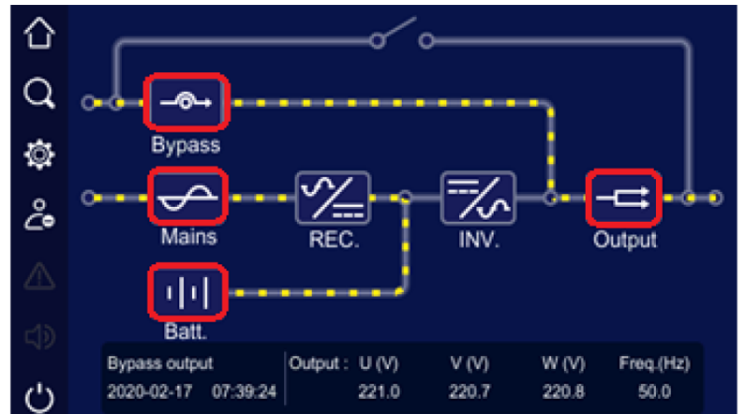 Bypass
Mains
REC.
INV.
Output
Batt.
Bypass output
Output : U (V) V (V) W (V) Freq.(Hz)
2020-02-17 07:39:24 221.0 220.7 220.8 50.0